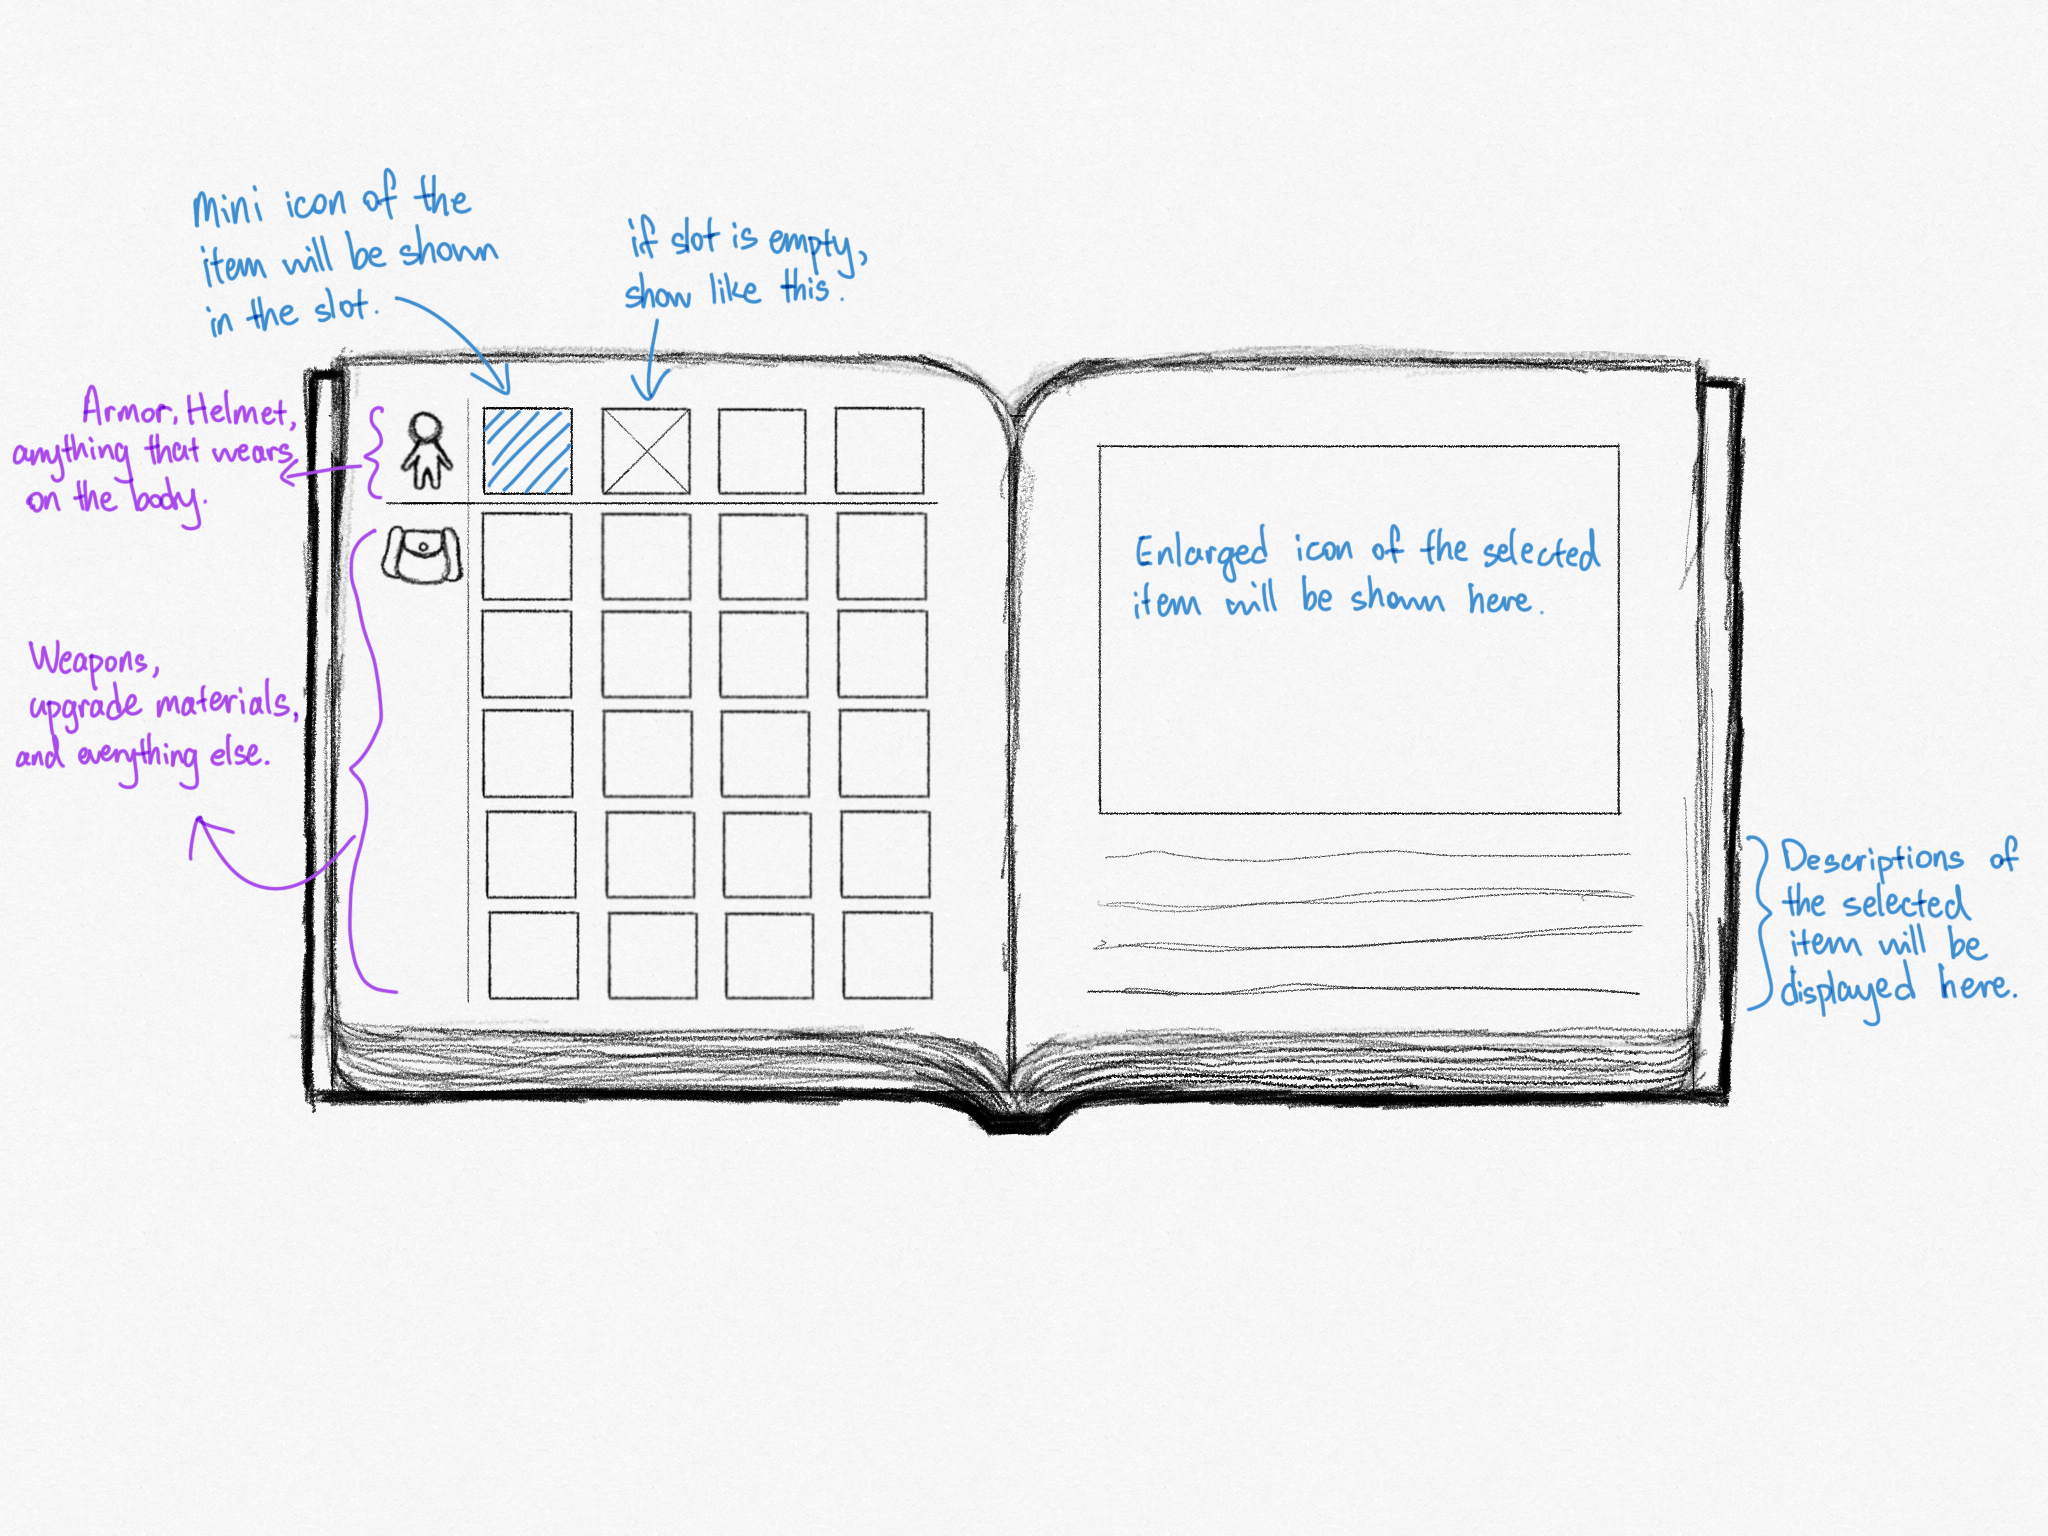 Mini icon of the
item will be shown
in the slot.
if slot is empty,
show like this.
Armor, Helmet,
anything that wears
on the body.
Weapons,
upgrade materials,
and everything else.
Enlarged icon of the selected
item will be shown here.
Descriptions of
the selected
item will be
displayed here.